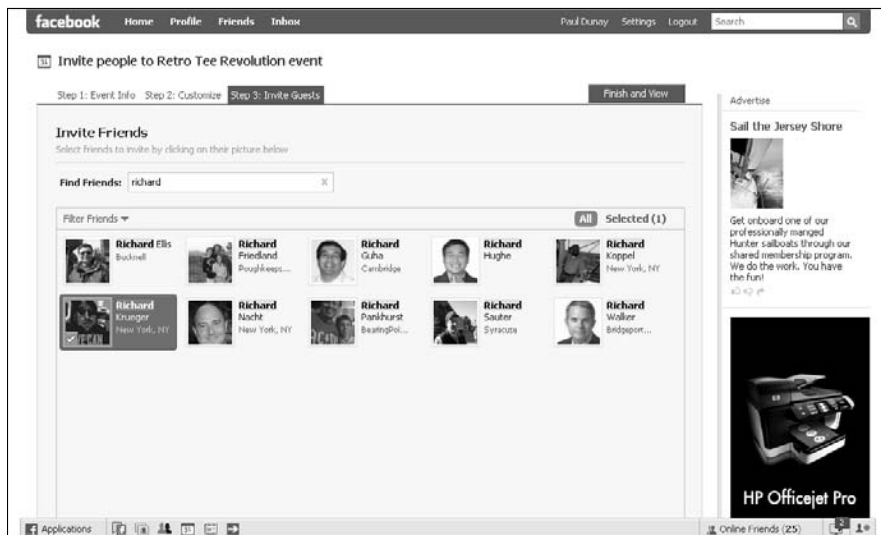 facebook Home Profile Friends Inbox Paul Dunay Settings Logout Search
Invite people to Retro Tee Revolution event
Step 1: Event Info Step 2: Customize Step 3: Invite Guests Finish and View
Advertise
Invite Friends
Select friends to invite by clicking on their picture below
Find Friends: richard x
Filter Friends All Selected (1)
Richard Ellis
Bucknell
Richard
Friedland
Poughkeeps...
Richard
Guha
Cambridge
Richard
Hughe
Richard
Koppel
New York, NY
Richard
Krueger
New York, NY
Richard
Nacht
New York, NY
Richard
Pankhurst
BearingPoi...
Richard
Sauter
Syracuse
Richard
Walker
Bridgeport...
Sail the Jersey Shore
Get onboard one of our
professionally manged
Hunter sailboats through our
shared membership program.
We do the work. You have
the fun!
HP Officejet Pro
Applications 31 Online Friends (25) 2